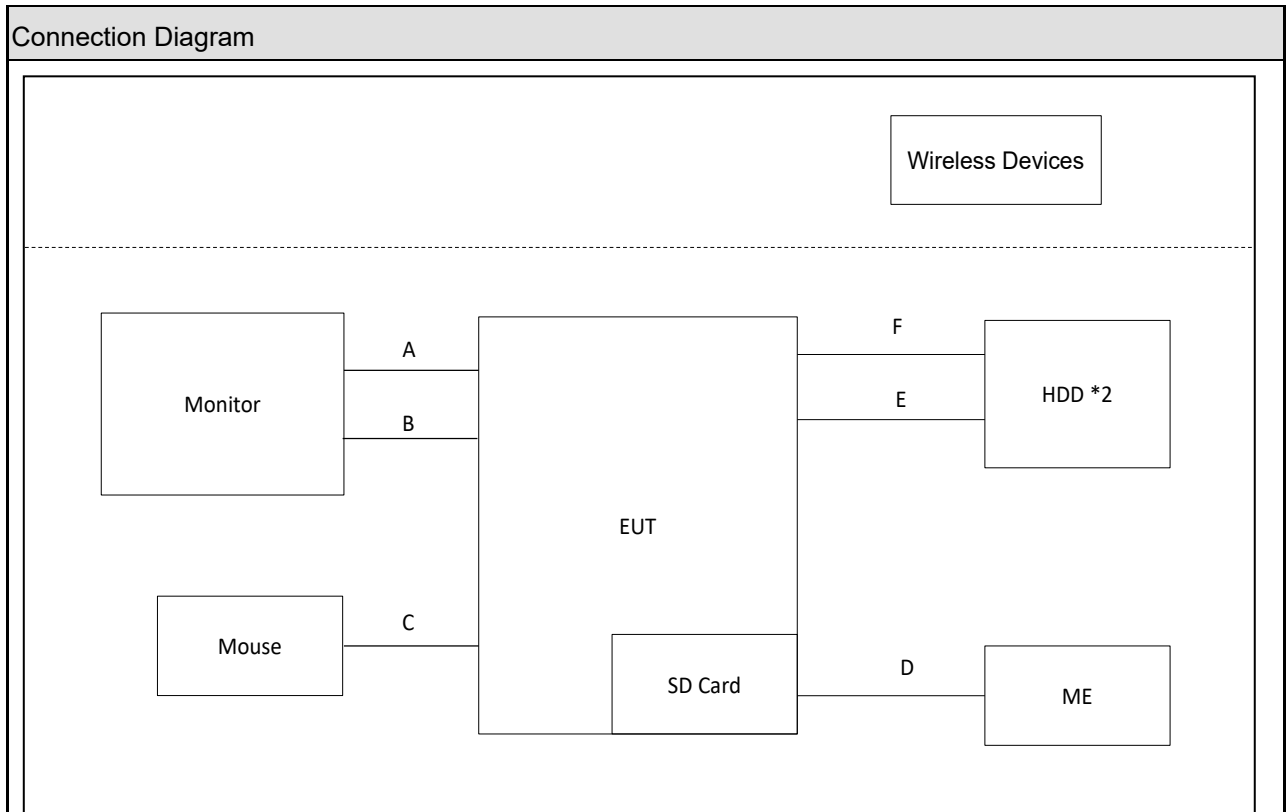 Connection Diagram
Wireless Devices
A
F
Monitor
HDD *2
E
B
EUT
C
Mouse
D
SD Card
ME